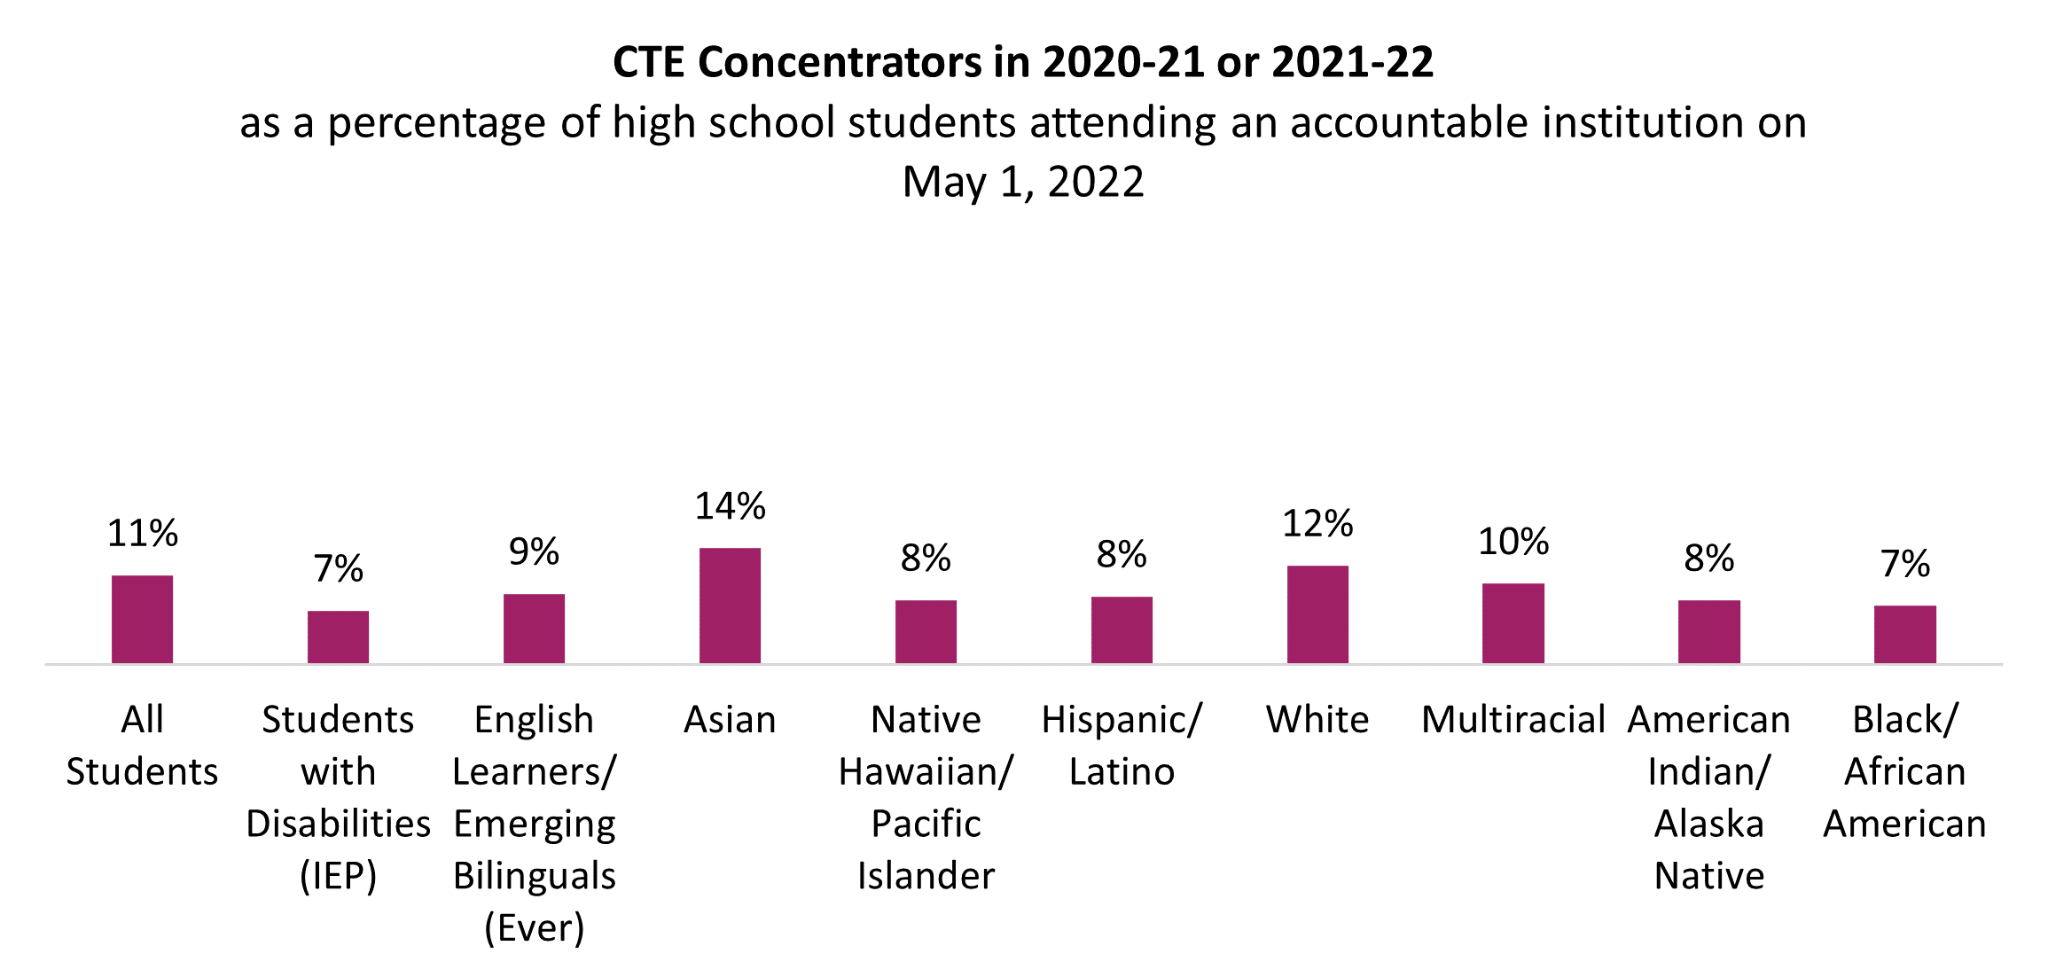 CTE Concentrators in 2020-21 or 2021-22
as a percentage of high school students attending an accountable institution on
May 1, 2022
11%
7%
9%
14%
8%
8%
12%
10%
8%
7%
All
Students
Students
with
Disabilities
(IEP)
English
Learners/
Emerging
Bilinguals
(Ever)
Asian
Native
Hawaiian/
Pacific
Islander
Hispanic/
Latino
White
Multiracial
American
Indian/
Alaska
Native
Black/
African
American